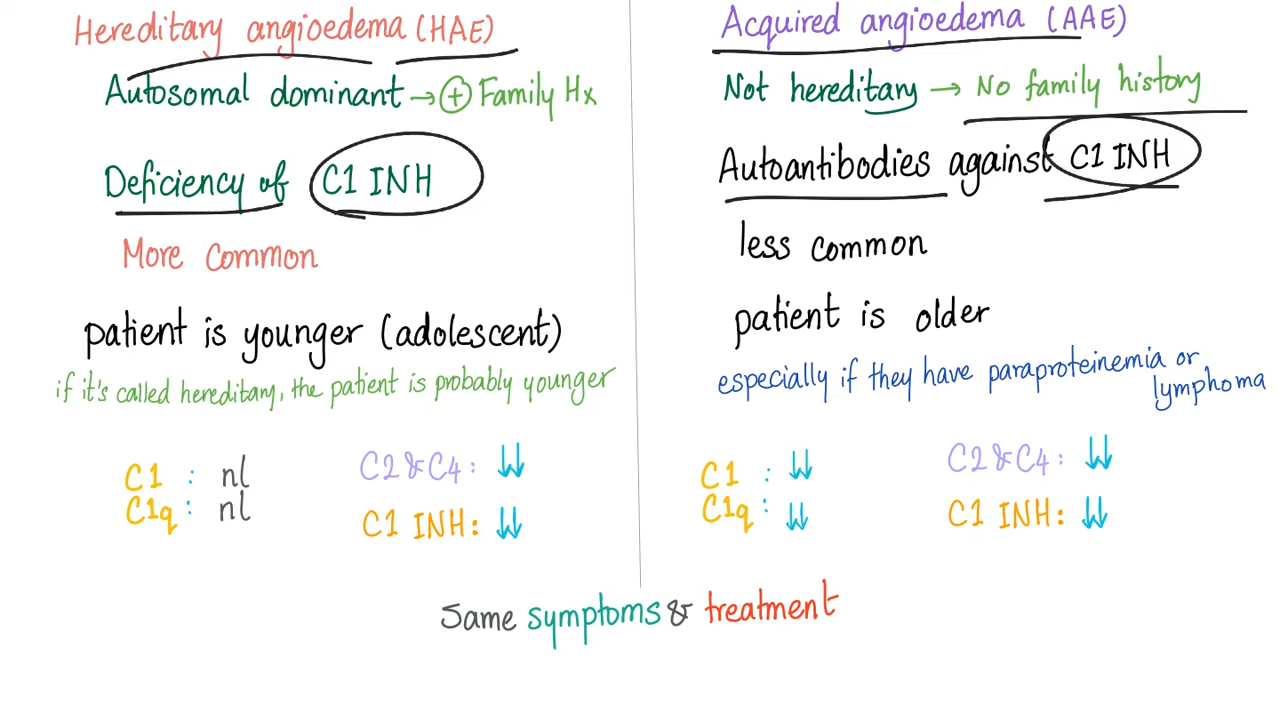 Hereditary angioedema (HAE)
Autosomal dominant → ⊕ Family Hx
Deficiency of C1 INH
More Common
patient is younger (adolescent)
if it's called hereditary, the patient is probably younger
C1 : nl
C1q : nl
C2 & C4 : ↓↓
C1 INH : ↓↓
Acquired angioedema (AAE)
Not hereditary → No family history
Autoantibodies against C1 INH
less common
patient is older
especially if they have paraproteinemia or
lymphoma
C1 : ↓↓
C1q : ↓↓
C2 & C4 : ↓↓
C1 INH : ↓↓
Same symptoms & treatment